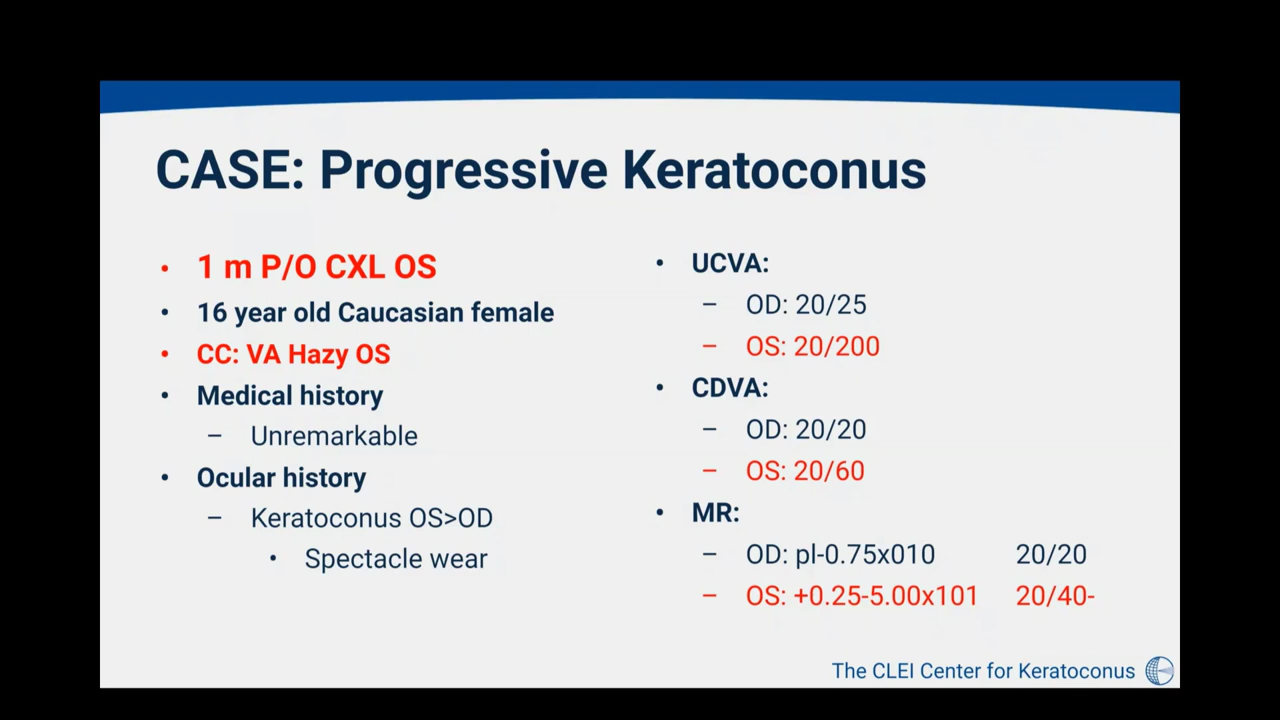 CASE: Progressive Keratoconus
• 1 m P/O CXL OS
• 16 year old Caucasian female
• CC: VA Hazy OS
• Medical history
– Unremarkable
• Ocular history
– Keratoconus OS>OD
• Spectacle wear
• UCVA:
– OD: 20/25
– OS: 20/200
• CDVA:
– OD: 20/20
– OS: 20/60
• MR:
– OD: pl-0.75x010 20/20
– OS: +0.25-5.00x101 20/40-
The CLEI Center for Keratoconus